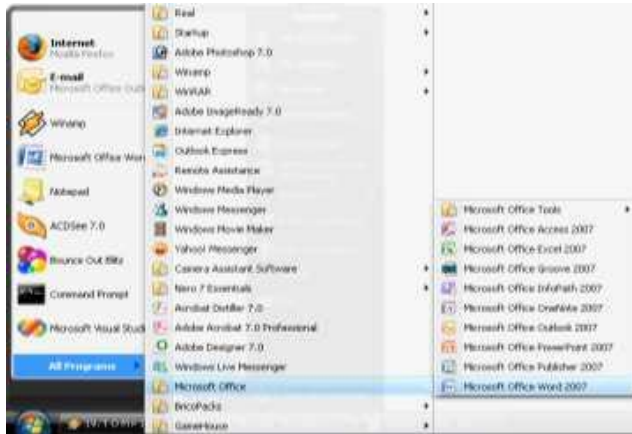 Internet
Mozilla Firefox
E-mail
Microsoft Office Outl
Winamp
Microsoft Office Wor
Notepad
ACDSee 7.0
Bounce Out Blitz
Command Prompt
Microsoft Visual Studi
All Programs
Real
Startup
Adobe Photoshop 7.0
Winamp
WinRAR
Adobe ImageReady 7.0
Internet Explorer
Outlook Express
Remote Assistance
Windows Media Player
Windows Messenger
Windows Movie Maker
Yahoo! Messenger
Camera Assistant Software
Nero 7 Essentials
Acrobat Distiller 7.0
Adobe Acrobat 7.0 Professional
Adobe Designer 7.0
Windows Live Messenger
Microsoft Office
BricoPacks
GameHouse
Microsoft Office Tools
Microsoft Office Access 2007
Microsoft Office Excel 2007
Microsoft Office Groove 2007
Microsoft Office InfoPath 2007
Microsoft Office OneNote 2007
Microsoft Office Outlook 2007
Microsoft Office PowerPoint 2007
Microsoft Office Publisher 2007
Microsoft Office Word 2007